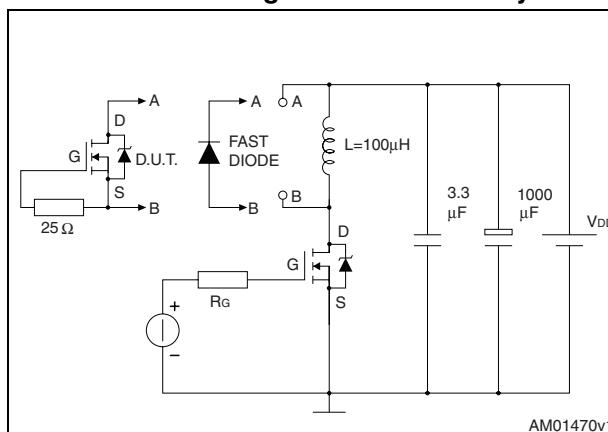 A
A
A
D
G
D.U.T.
FAST
DIODE
L=100µH
S
B
B
B
25 Ω
3.3
µF
1000
µF
D
G
S
RG
+
−
AM01470v1